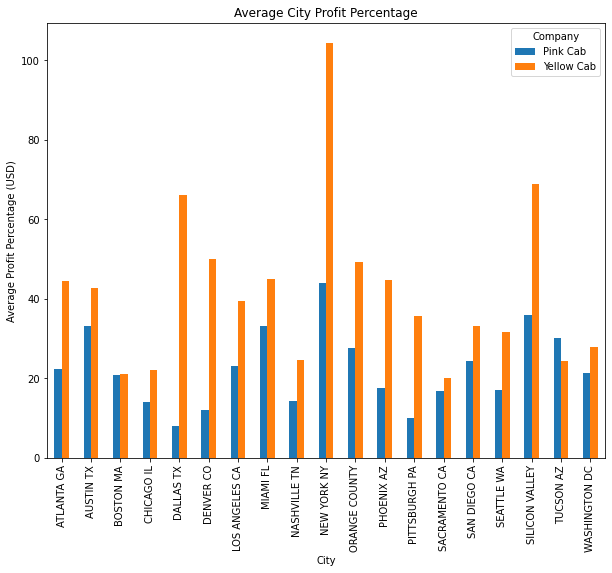 Average City Profit Percentage
Company
Pink Cab
Yellow Cab
Average Profit Percentage (USD)
100
80
60
40
20
0
ATLANTA GA
AUSTIN TX
BOSTON MA
CHICAGO IL
DALLAS TX
DENVER CO
LOS ANGELES CA
MIAMI FL
NASHVILLE TN
NEW YORK NY
ORANGE COUNTY
PHOENIX AZ
PITTSBURGH PA
SACRAMENTO CA
SAN DIEGO CA
SEATTLE WA
SILICON VALLEY
TUCSON AZ
WASHINGTON DC
City